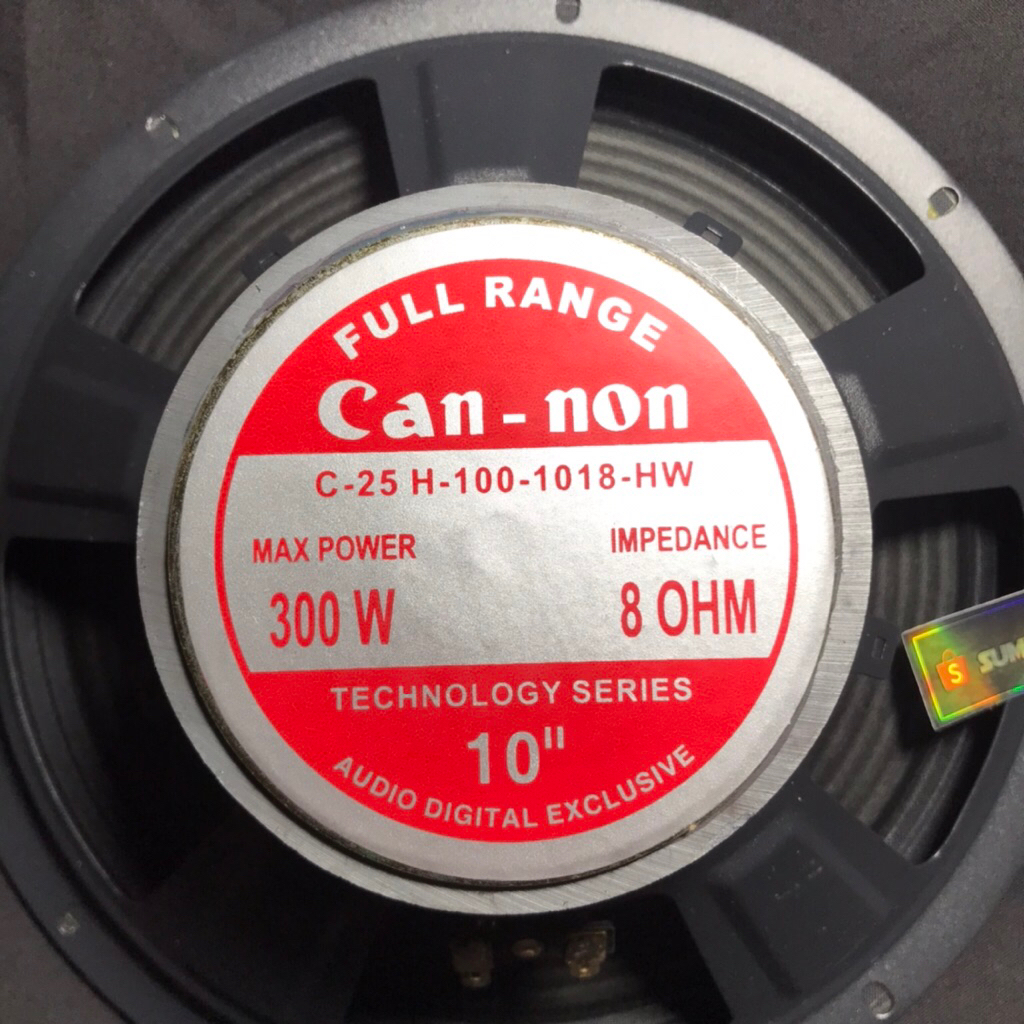 FULL RANGE
Can-non
C-25 H-100-1018-HW
MAX POWER
IMPEDANCE
300 W
8 OHM
TECHNOLOGY SERIES
10"
AUDIO DIGITAL EXCLUSIVE
S